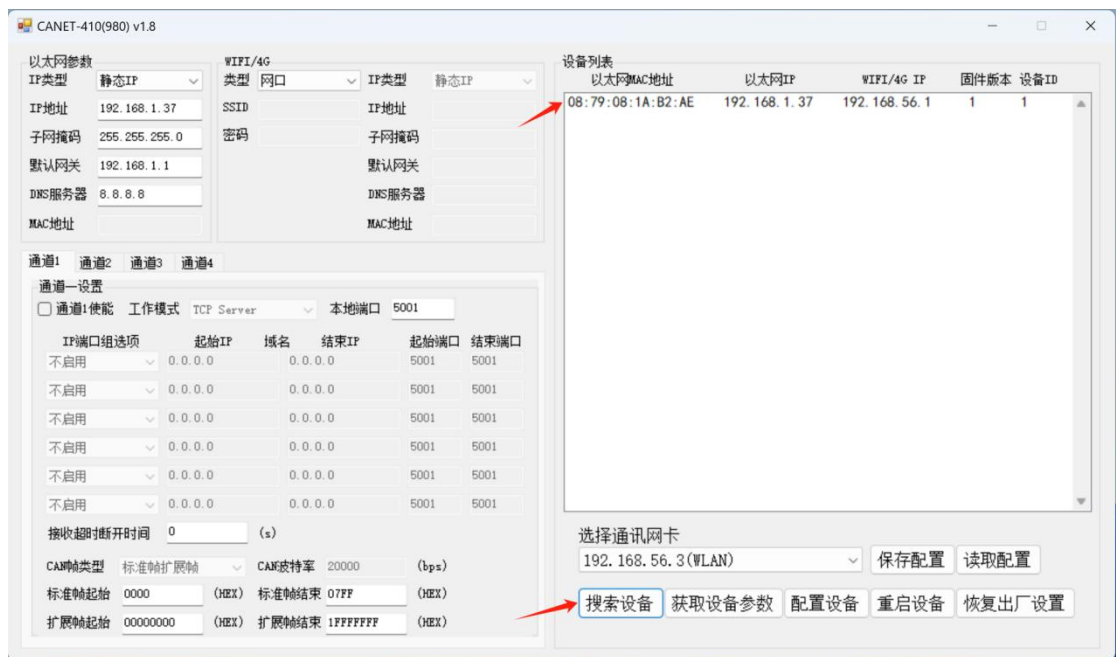 CANET-410(980) v1.8
以太网参数
IP类型 静态IP
IP地址 192.168.1.37
子网掩码 255.255.255.0
默认网关 192.168.1.1
DNS服务器 8.8.8.8
MAC地址
WIFI/4G
类型 网口 IP类型 静态IP
SSID IP地址
密码 子网掩码
默认网关
DNS服务器
MAC地址
通道1 通道2 通道3 通道4
通道一设置
通道1使能 工作模式 TCP Server 本地端口 5001
IP端口组选项 起始IP 域名 结束IP 起始端口 结束端口
不启用 0.0.0.0 0.0.0.0 5001 5001
不启用 0.0.0.0 0.0.0.0 5001 5001
不启用 0.0.0.0 0.0.0.0 5001 5001
不启用 0.0.0.0 0.0.0.0 5001 5001
不启用 0.0.0.0 0.0.0.0 5001 5001
不启用 0.0.0.0 0.0.0.0 5001 5001
接收超时断开时间 0 (s)
CAN帧类型 标准帧扩展帧 CAN波特率 20000 (bps)
标准帧起始 0000 (HEX) 标准帧结束 07FF (HEX)
扩展帧起始 00000000 (HEX) 扩展帧结束 1FFFFFFF (HEX)
设备列表
以太网MAC地址 以太网IP WIFI/4G IP 固件版本 设备ID
08:79:08:1A:B2:AE 192.168.1.37 192.168.56.1 1 1
选择通讯网卡
192.168.56.3(WLAN) 保存配置 读取配置
搜索设备 获取设备参数 配置设备 重启设备 恢复出厂设置